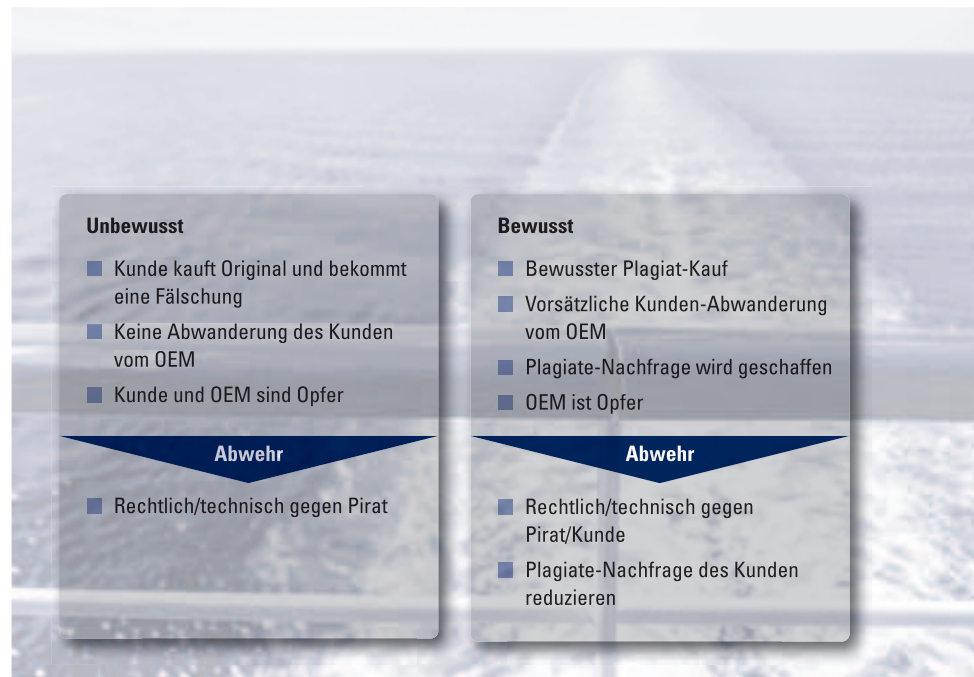 Unbewusst
Kunde kauft Original und bekommt
eine Fälschung
Keine Abwanderung des Kunden
vom OEM
Kunde und OEM sind Opfer
Abwehr
Rechtlich/technisch gegen Pirat
Bewusst
Bewusster Plagiat-Kauf
Vorsätzliche Kunden-Abwanderung
vom OEM
Plagiate-Nachfrage wird geschaffen
OEM ist Opfer
Abwehr
Rechtlich/technisch gegen
Pirat/Kunde
Plagiate-Nachfrage des Kunden
reduzieren